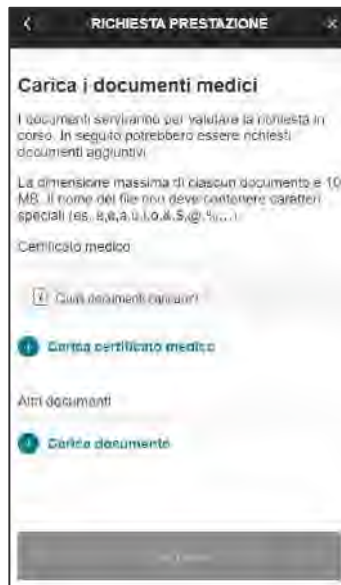 RICHIESTA PRESTAZIONE
Carica i documenti medici
I documenti serviranno per valutare la richiesta in
corso. In seguito potrebbero essere richiesti
documenti aggiuntivi
La dimensione massima di ciascun documento è 10
MB. Il nome del file non deve contenere caratteri
speciali (es.
Certificato medico
Quali documenti caricare?
Carica certificato medico
Altri documenti
Carica documento